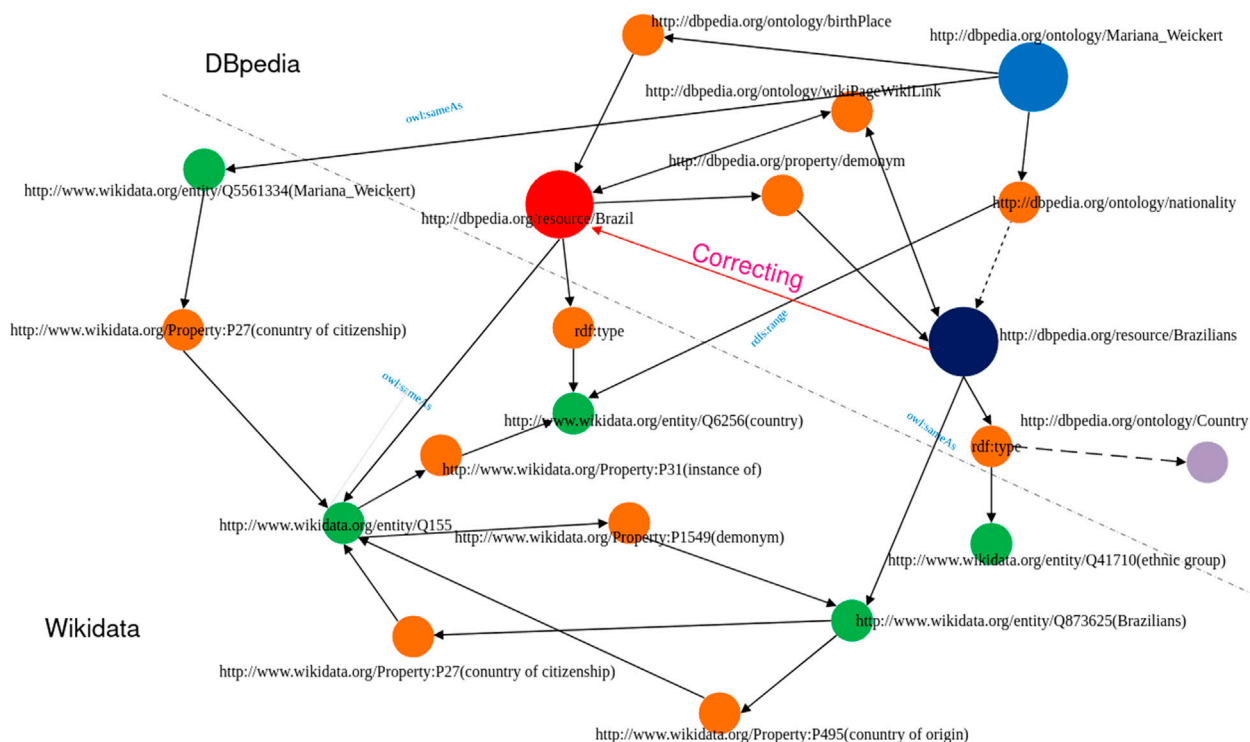 http://dbpedia.org/ontology/birthPlace
http://dbpedia.org/ontology/Mariana_Weickert
DBpedia
http://dbpedia.org/ontology/wikiPageWikiLink
owl:sameAs
http://dbpedia.org/property/demonym
http://www.wikidata.org/entity/Q5561334(Mariana_Weickert)
http://dbpedia.org/ontology/nationality
http://dbpedia.org/resource/Brazil
Correcting
http://www.wikidata.org/Property:P27(conuntry of citizenship)
rdf:type
rdfs:range
http://dbpedia.org/resource/Brazilians
owl:sameAs
http://www.wikidata.org/entity/Q6256(country)
http://dbpedia.org/ontology/Country
owl:sameAs
rdf:type
http://www.wikidata.org/Property:P31(instance of)
http://www.wikidata.org/entity/Q155
http://www.wikidata.org/Property:P1549(demonym)
http://www.wikidata.org/entity/Q41710(ethnic group)
Wikidata
http://www.wikidata.org/entity/Q873625(Brazilians)
http://www.wikidata.org/Property:P27(conuntry of citizenship)
http://www.wikidata.org/Property:P495(conuntry of origin)